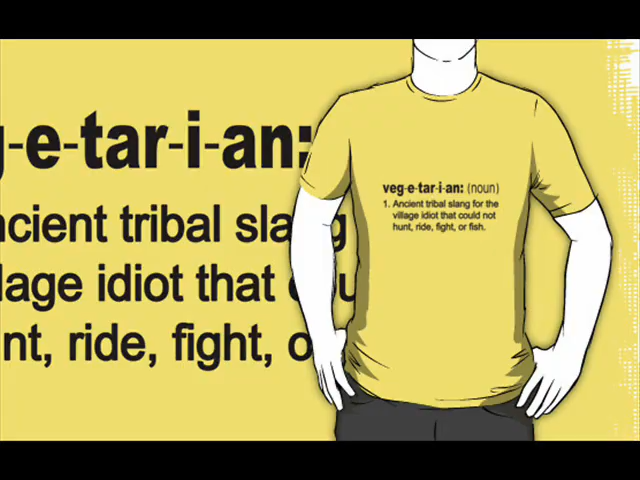 g-e-tar-i-an:
ncient tribal sla g
lage idiot that
nt, ride, fight, o
veg·e·tar·i·an: (noun)
1. Ancient tribal slang for the
village idiot that could not
hunt, ride, fight, or fish.